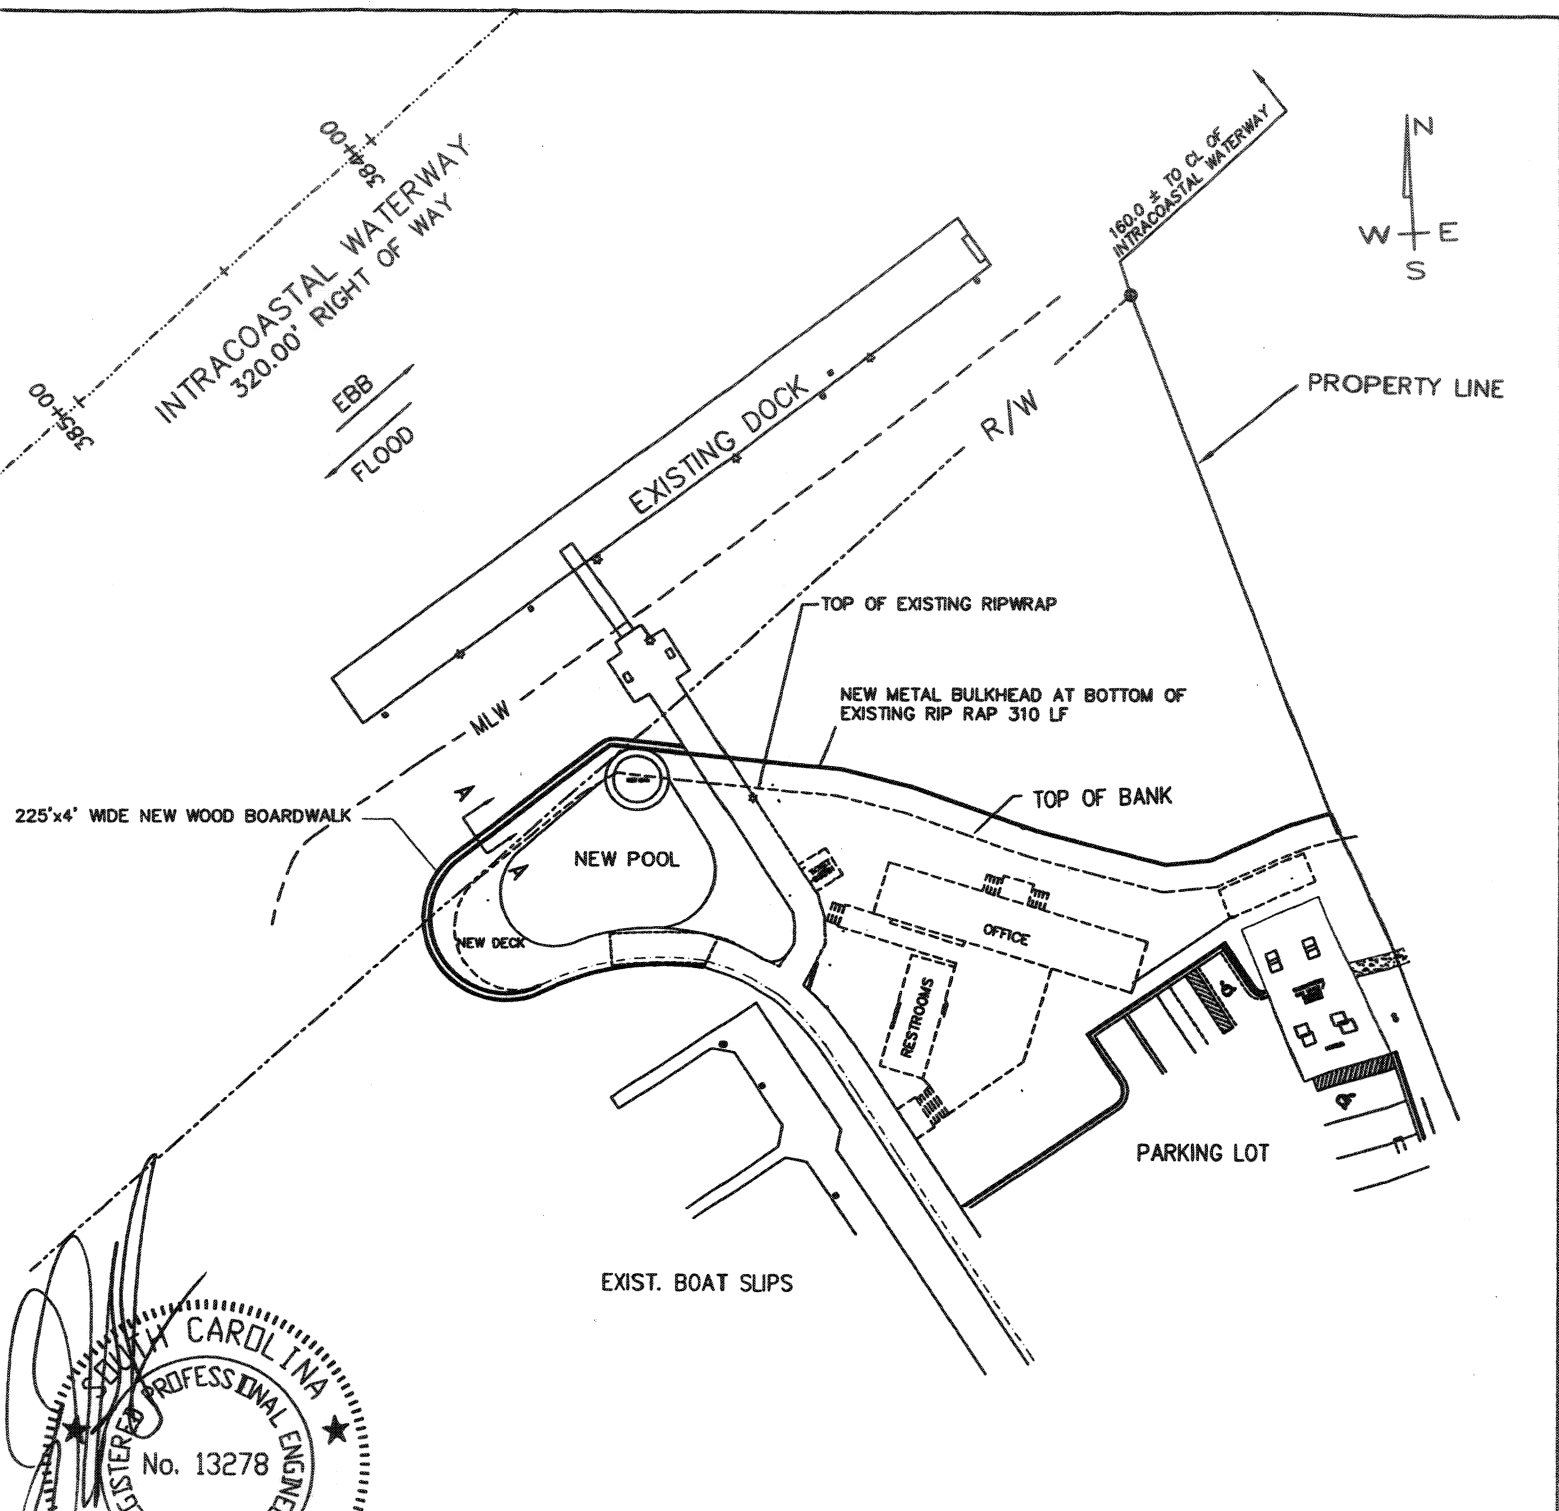 384+00
INTRACOASTAL WATERWAY
320.00' RIGHT OF WAY
160.0 ± TO CL OF
INTRACOASTAL WATERWAY
N
W E
S
385+00
EBB
FLOOD
PROPERTY LINE
EXISTING DOCK
R/W
TOP OF EXISTING RIPWRAP
NEW METAL BULKHEAD AT BOTTOM OF
EXISTING RIP RAP 310 LF
MLW
A
225'x4' WIDE NEW WOOD BOARDWALK
TOP OF BANK
NEW POOL
A
NEW DECK
OFFICE
RESTROOMS
PARKING LOT
EXIST. BOAT SLIPS
SOUTH CAROLINA
PROFESSIONAL
No. 13278